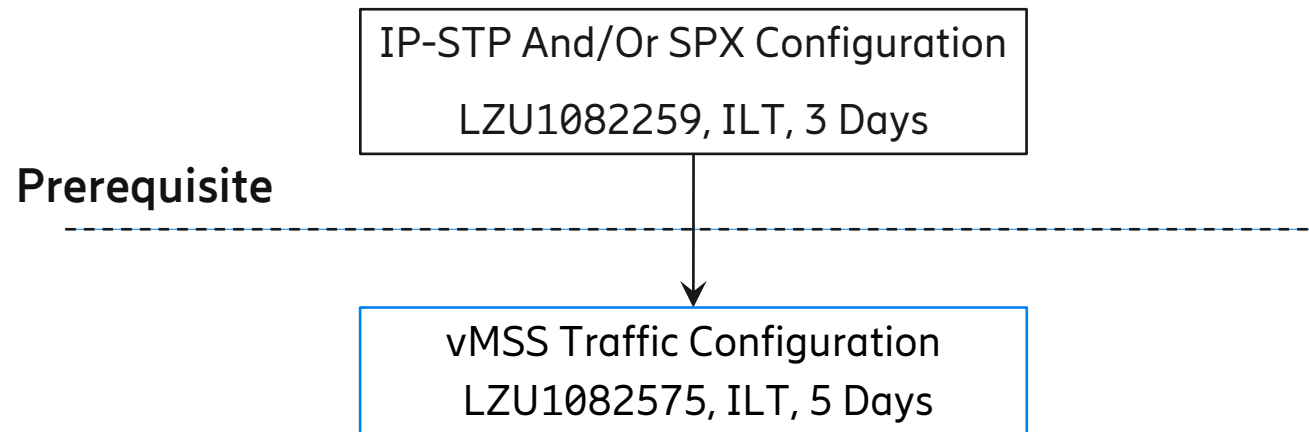 IP-STP And/Or SPX Configuration
LZU1082259, ILT, 3 Days
Prerequisite
vMSS Traffic Configuration
LZU1082575, ILT, 5 Days